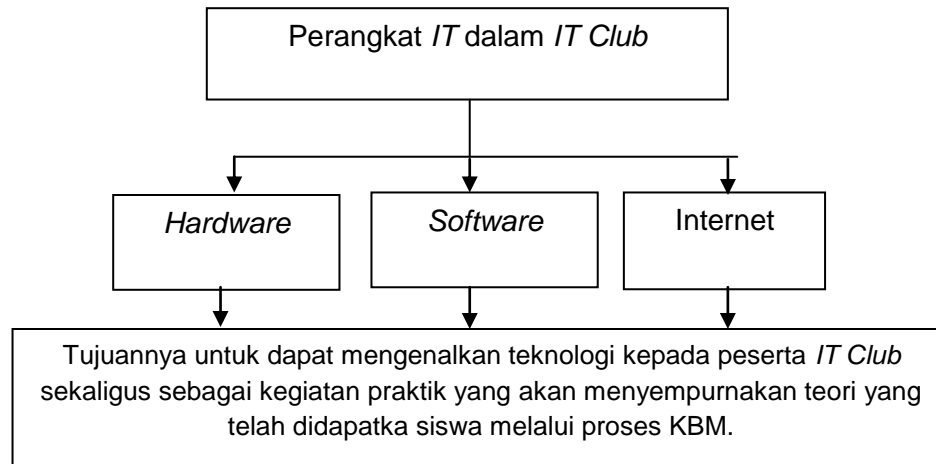 Perangkat IT dalam IT Club
Hardware
Software
Internet
Tujuannya untuk dapat mengenalkan teknologi kepada peserta IT Club
sekaligus sebagai kegiatan praktik yang akan menyempurnakan teori yang
telah didapatka siswa melalui proses KBM.